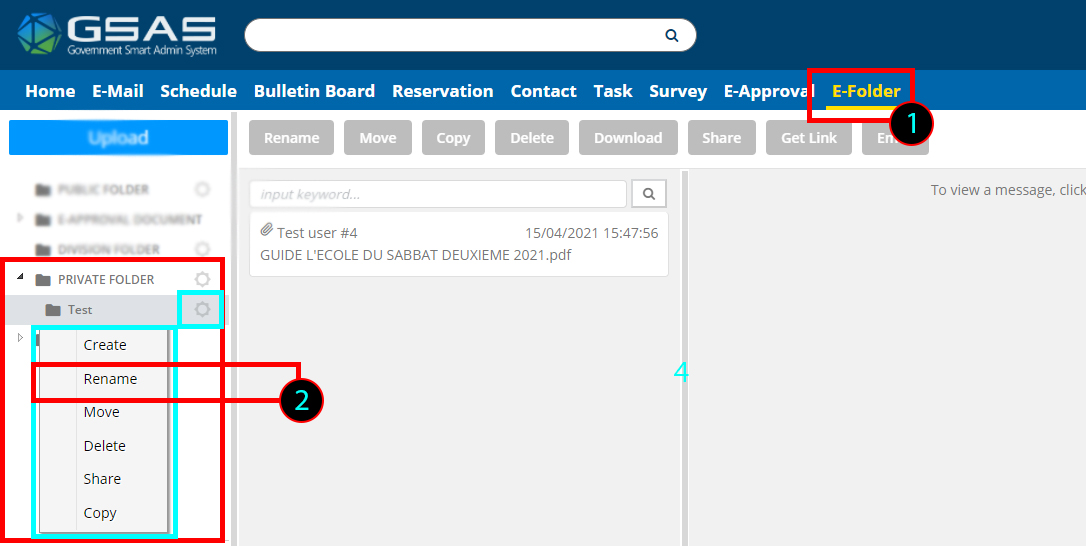 GSAS
Government Smart Admin System
Home E-Mail Schedule Bulletin Board Reservation Contact Task Survey E-Approval E-Folder
1
Upload
Rename Move Copy Delete Download Share Get Link
PUBLIC FOLDER
E-APPROVAL DOCUMENT
DIVISION FOLDER
PRIVATE FOLDER
Test
Create
Rename
2
Move
Delete
Share
Copy
input keyword...
Test user #4 15/04/2021 15:47:56
GUIDE L'ECOLE DU SABBAT DEUXIEME 2021.pdf
4
To view a message, click